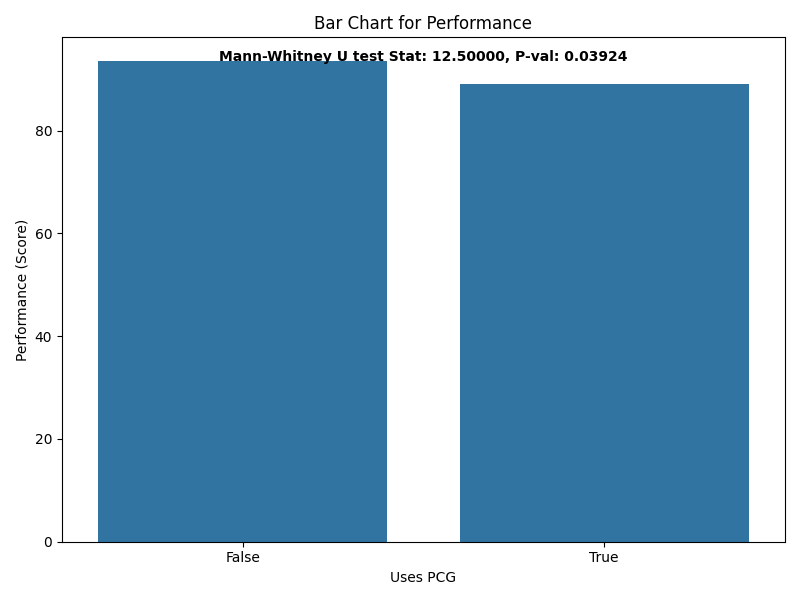 Bar Chart for Performance
Mann-Whitney U test Stat: 12.50000, P-val: 0.03924
Performance (Score)
80
60
40
20
0
False
True
Uses PCG